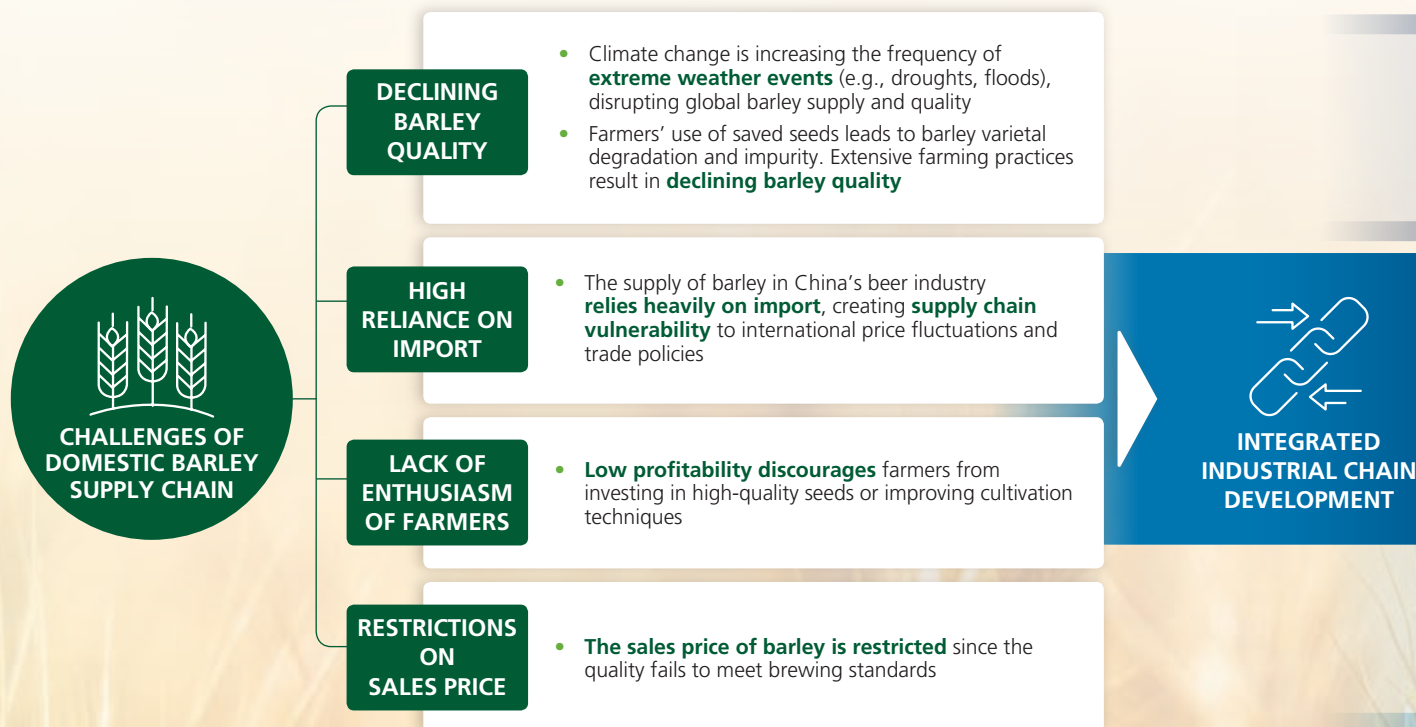 CHALLENGES OF
DOMESTIC BARLEY
SUPPLY CHAIN
DECLINING
BARLEY
QUALITY
• Climate change is increasing the frequency of
extreme weather events (e.g., droughts, floods),
disrupting global barley supply and quality
• Farmers’ use of saved seeds leads to barley varietal
degradation and impurity. Extensive farming practices
result in declining barley quality
HIGH
RELIANCE ON
IMPORT
• The supply of barley in China’s beer industry
relies heavily on import, creating supply chain
vulnerability to international price fluctuations and
trade policies
LACK OF
ENTHUSIASM
OF FARMERS
• Low profitability discourages farmers from
investing in high-quality seeds or improving cultivation
techniques
RESTRICTIONS
ON
SALES PRICE
• The sales price of barley is restricted since the
quality fails to meet brewing standards
INTEGRATED
INDUSTRIAL CHAIN
DEVELOPMENT